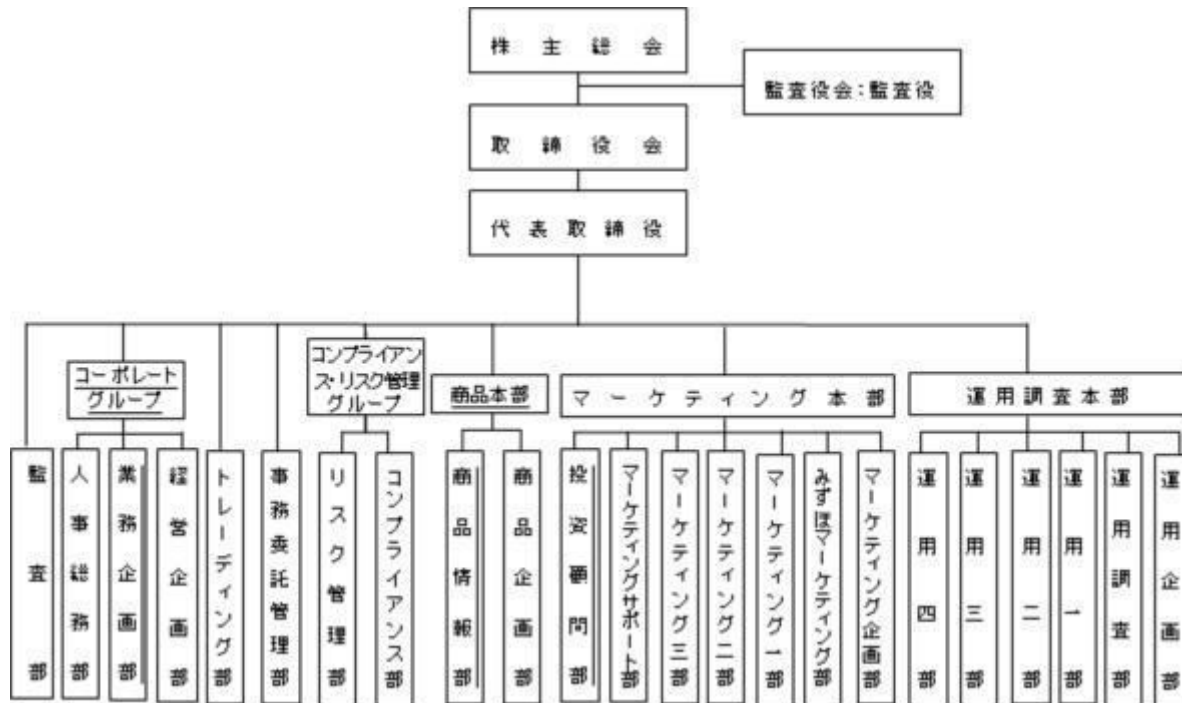 株主総会
監査役会:監査役
取締役会
代表取締役
コーポレート
グループ
コンプライアン
ス・リスク管理
グループ
商品本部
マーケティング本部
運用調査本部
監査部
人事総務部
業務企画部
経営企画部
トレーディング部
事務委託管理部
リスク管理部
コンプライアンス部
商品情報部
商品企画部
投資顧問部
マーケティングサポート部
マーケティング三部
マーケティング二部
マーケティング一部
みずほマーケティング部
マーケティング企画部
運用四部
運用三部
運用二部
運用一部
運用調査部
運用企画部